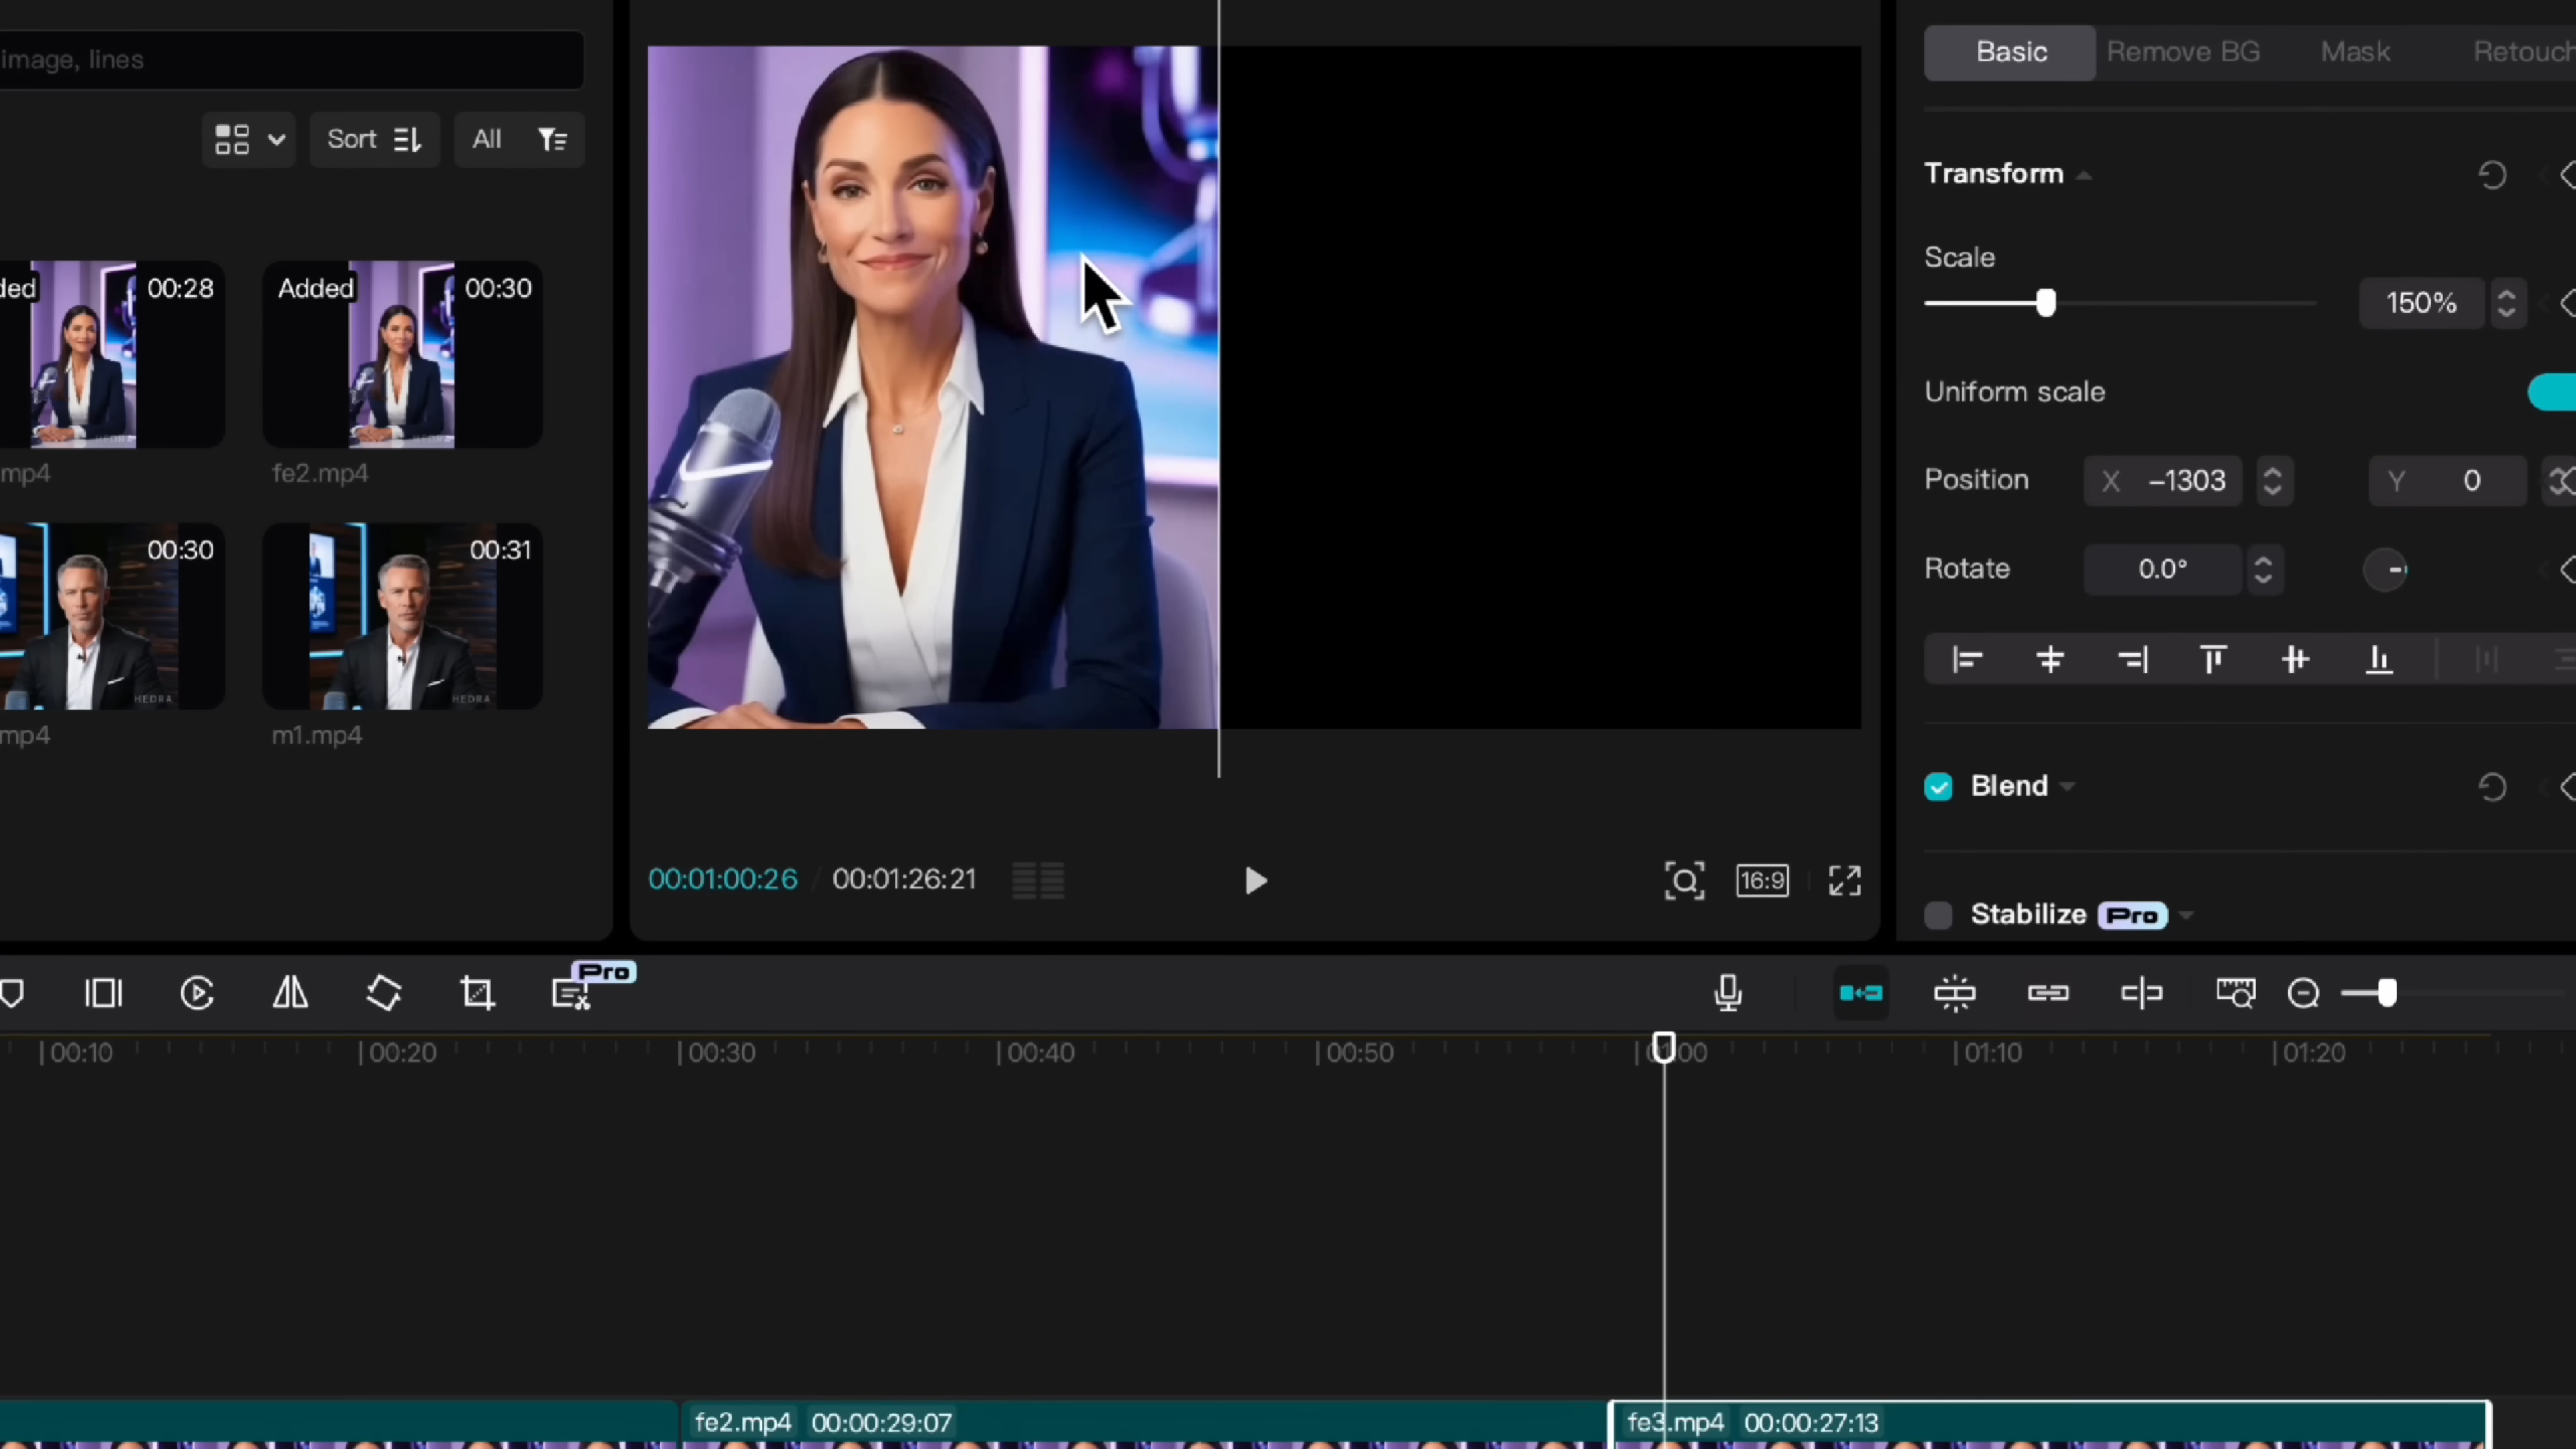 image, lines
Sort
All
ded
00:28
Added
00:30
mp4
fe2.mp4
00:30
HEDRA
00:31
HEDRA
mp4
m1.mp4
00:01:00:26 / 00:01:26:21
16:9
Basic
Remove BG
Mask
Retouch
Transform
Scale
150%
Uniform scale
Position
X -1303
Y 0
Rotate
0.0°
Blend
Stabilize Pro
Pro
00:10
00:20
00:30
00:40
00:50
01:10
01:20
fe2.mp4 00:00:29:07
fe3.mp4 00:00:27:13